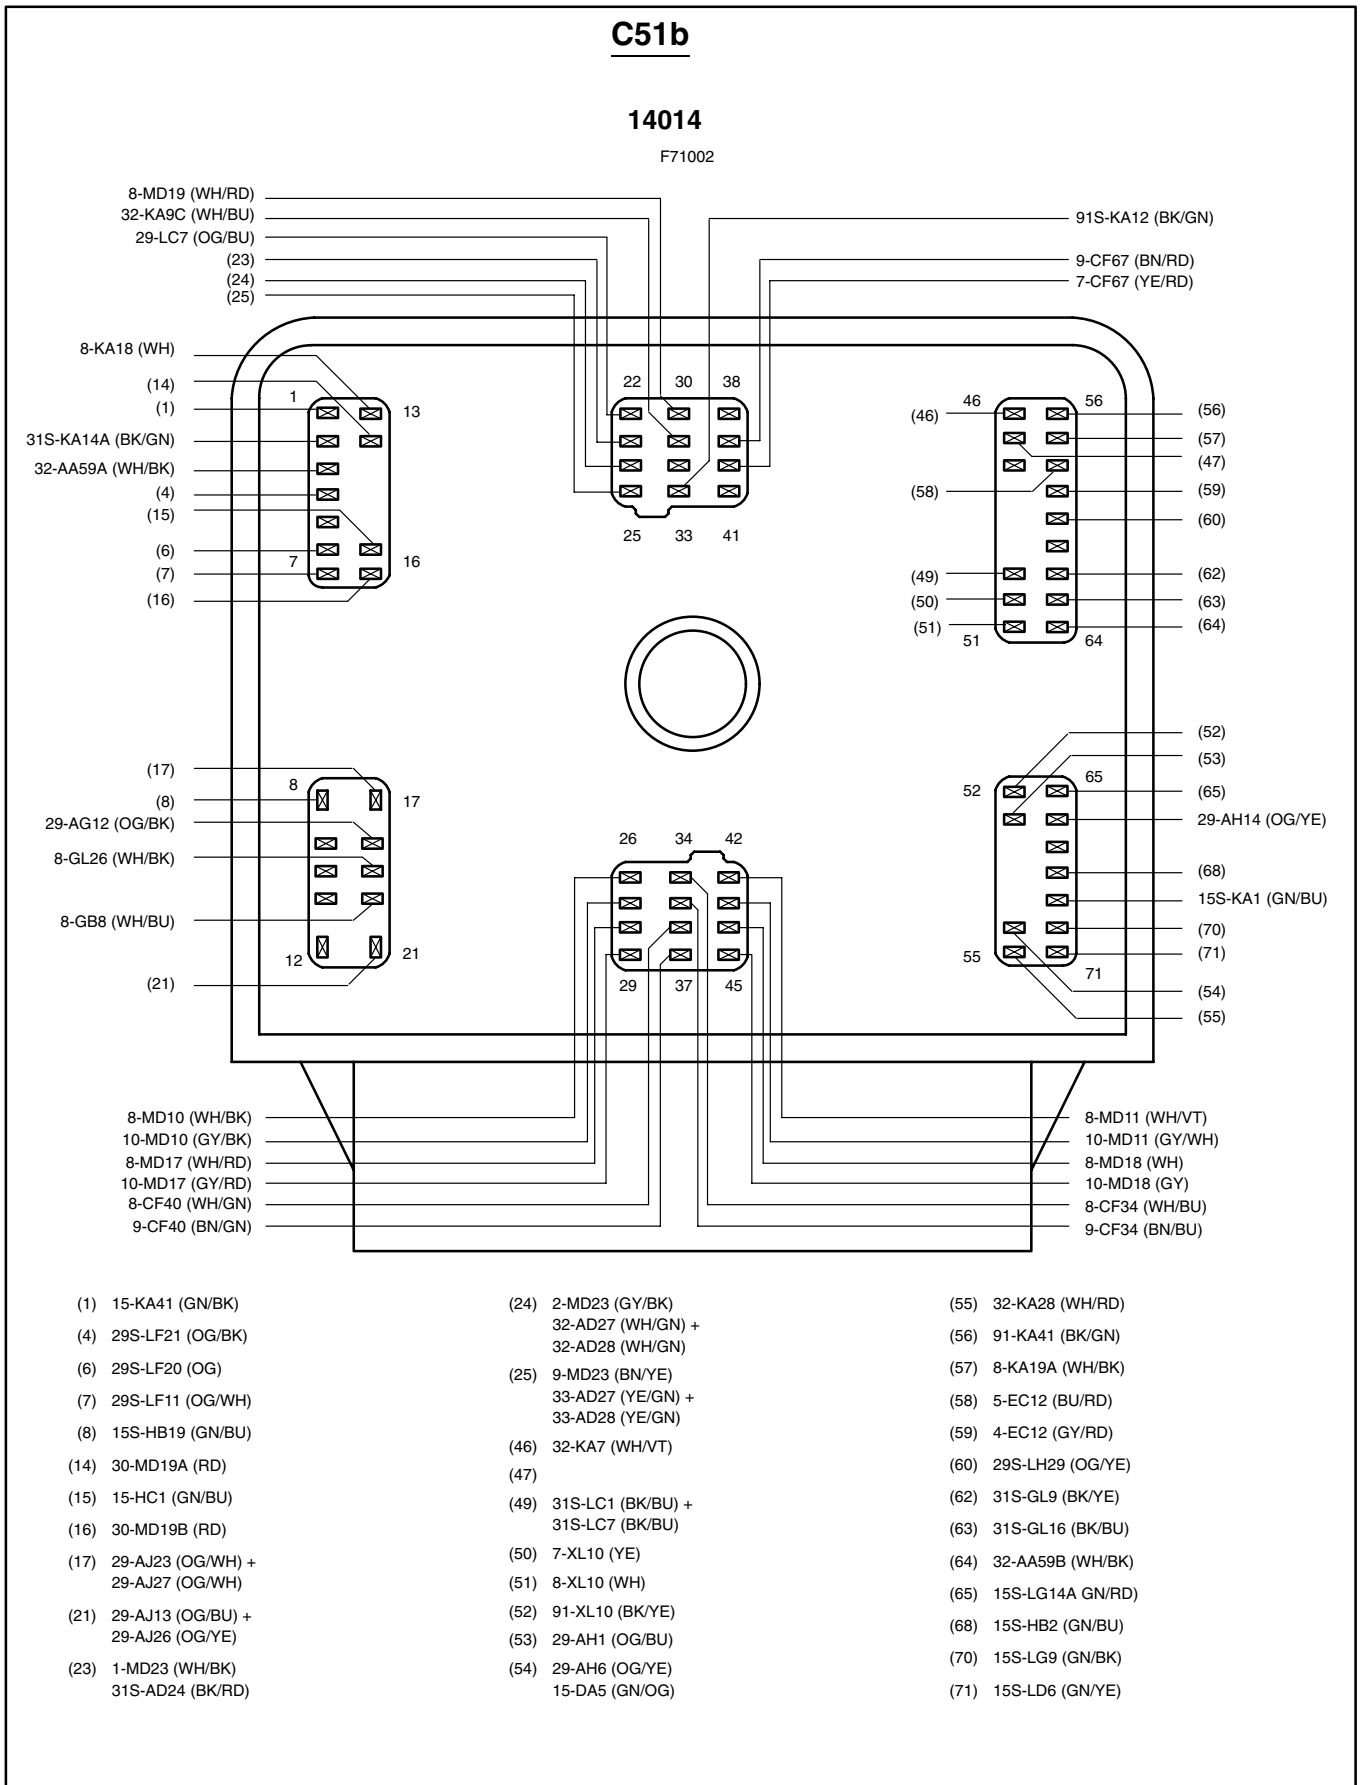 C51b
14014
F71002
8-MD19 (WH/RD)
32-KA9C (WH/BU)
29-LC7 (OG/BU)
(23)
(24)
(25)
91S-KA12 (BK/GN)
9-CF67 (BN/RD)
7-CF67 (YE/RD)
8-KA18 (WH)
(14)
(1)
31S-KA14A (BK/GN)
32-AA59A (WH/BK)
(4)
(15)
(6)
(7)
(16)
1
13
7
16
22 30 38
25 33 41
46 56
51 64
(46)
(58)
(49)
(50)
(51)
(56)
(57)
(47)
(59)
(60)
(62)
(63)
(64)
(17)
(8)
29-AG12 (OG/BK)
8-GL26 (WH/BK)
8-GB8 (WH/BU)
(21)
8
17
12
21
26 34 42
29 37 45
52
65
55
71
(52)
(53)
(65)
29-AH14 (OG/YE)
(68)
15S-KA1 (GN/BU)
(70)
(71)
(54)
(55)
8-MD10 (WH/BK)
10-MD10 (GY/BK)
8-MD17 (WH/RD)
10-MD17 (GY/RD)
8-CF40 (WH/GN)
9-CF40 (BN/GN)
8-MD11 (WH/VT)
10-MD11 (GY/WH)
8-MD18 (WH)
10-MD18 (GY)
8-CF34 (WH/BU)
9-CF34 (BN/BU)
(1) 15-KA41 (GN/BK)
(4) 29S-LF21 (OG/BK)
(6) 29S-LF20 (OG)
(7) 29S-LF11 (OG/WH)
(8) 15S-HB19 (GN/BU)
(14) 30-MD19A (RD)
(15) 15-HC1 (GN/BU)
(16) 30-MD19B (RD)
(17) 29-AJ23 (OG/WH) +
29-AJ27 (OG/WH)
(21) 29-AJ13 (OG/BU) +
29-AJ26 (OG/YE)
(23) 1-MD23 (WH/BK)
31S-AD24 (BK/RD)
(24) 2-MD23 (GY/BK)
32-AD27 (WH/GN) +
32-AD28 (WH/GN)
(25) 9-MD23 (BN/YE)
33-AD27 (YE/GN) +
33-AD28 (YE/GN)
(46) 32-KA7 (WH/VT)
(47)
(49) 31S-LC1 (BK/BU) +
31S-LC7 (BK/BU)
(50) 7-XL10 (YE)
(51) 8-XL10 (WH)
(52) 91-XL10 (BK/YE)
(53) 29-AH1 (OG/BU)
(54) 29-AH6 (OG/YE)
15-DA5 (GN/OG)
(55) 32-KA28 (WH/RD)
(56) 91-KA41 (BK/GN)
(57) 8-KA19A (WH/BK)
(58) 5-EC12 (BU/RD)
(59) 4-EC12 (GY/RD)
(60) 29S-LH29 (OG/YE)
(62) 31S-GL9 (BK/YE)
(63) 31S-GL16 (BK/BU)
(64) 32-AA59B (WH/BK)
(65) 15S-LG14A GN/RD)
(68) 15S-HB2 (GN/BU)
(70) 15S-LG9 (GN/BK)
(71) 15S-LD6 (GN/YE)